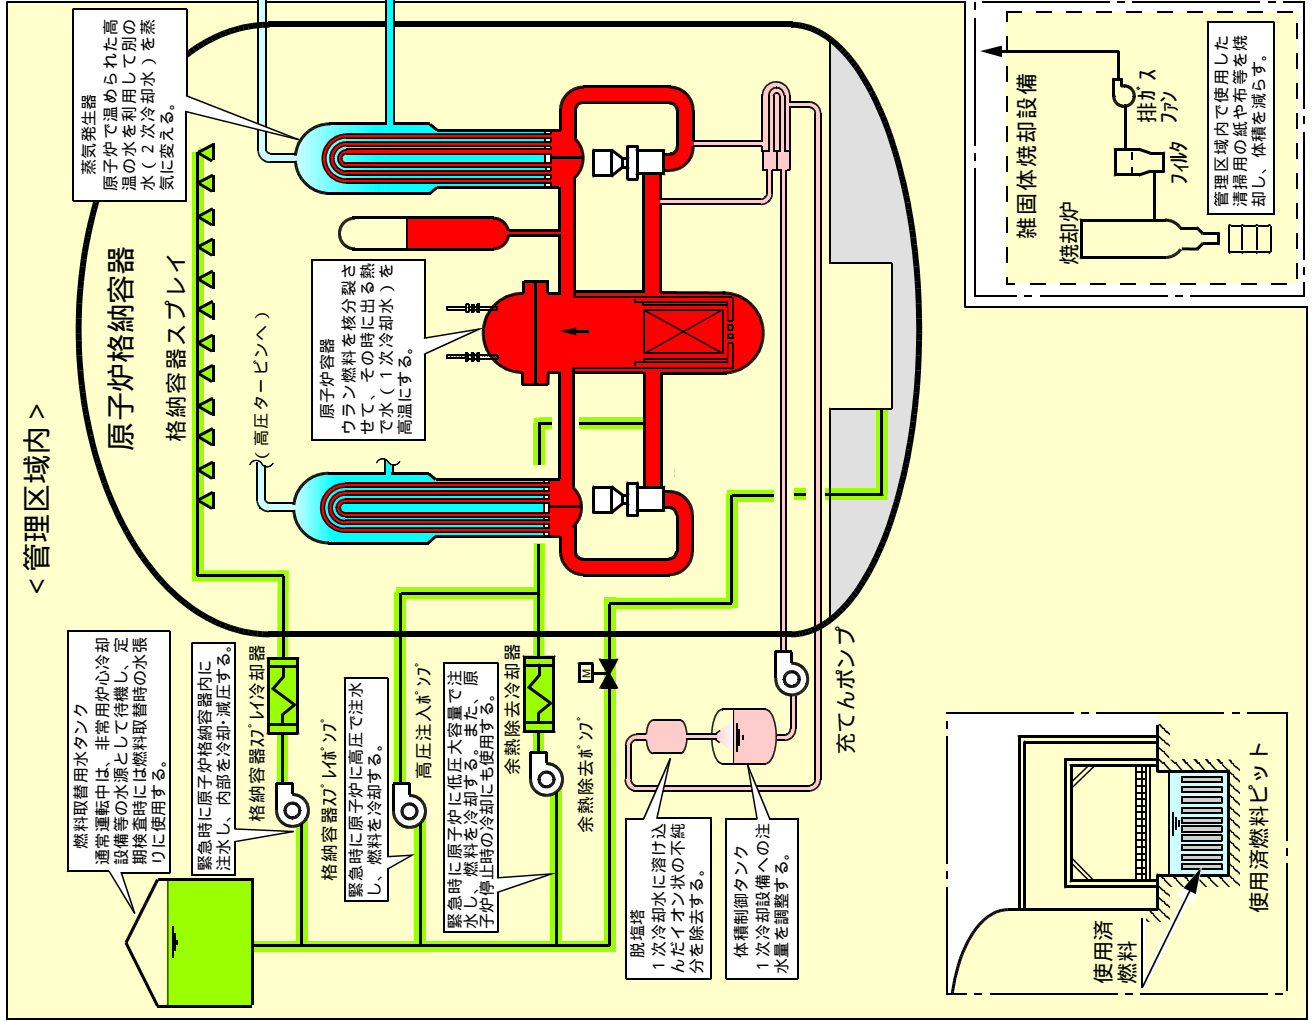 ＜管理区域内＞
原子炉格納容器
格納容器スプレイ
蒸気発生器
原子炉で温められた高
温の水を利用して別の
水（２次冷却水）を蒸
気に変える。
（高圧タービンへ）
原子炉容器
ウラン燃料を核分裂さ
せて、その時に出る熱
で水（１次冷却水）を
高温にする。
燃料取替用水タンク
通常運転中は、非常用炉心冷却
設備等の水源として待機し、定
期検査時には燃料取替時の水張
りに使用する。
緊急時に原子炉格納容器内に
注水し、内部を冷却・減圧する。
格納容器ｽﾌﾟﾚｲ冷却器
格納容器ｽﾌﾟﾚｲﾎﾟﾝﾌﾟ
緊急時に原子炉に高圧で注水
し、燃料を冷却する。
高圧注入ﾎﾟﾝﾌﾟ
緊急時に原子炉に低圧大容量で注
水し、燃料を冷却する。また、原
子炉停止時の冷却にも使用する。
余熱除去冷却器
余熱除去ﾎﾟﾝﾌﾟ
M
脱塩塔
１次冷却水に溶け込
んだイオン状の不純
分を除去する。
体積制御タンク
１次冷却設備への注
水量を調整する。
充てんポンプ
雑固体焼却設備
焼却炉
ﾌｨﾙﾀ
排ｶﾞｽ
ﾌｧﾝ
管理区域内で使用した
清掃用の紙や布等を焼
却し、体積を減らす。
使用済
燃料
使用済燃料ピット